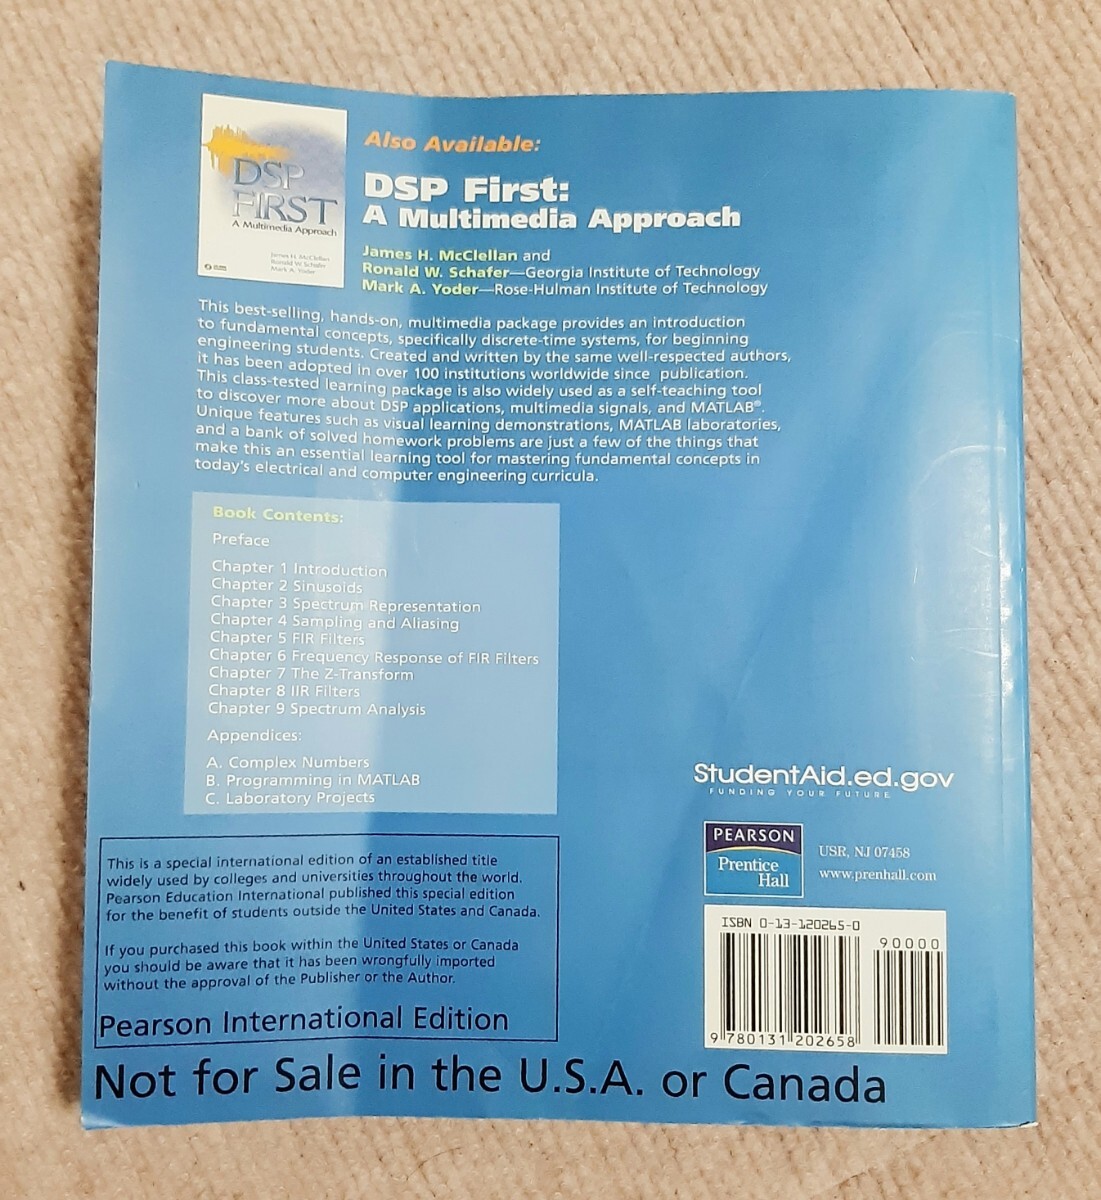 DSP
FIRST
A Multimedia Approach
James H. McClellan
Ronald W. Schafer
Mark A. Yoder
Also Available:
DSP First:
A Multimedia Approach
James H. McClellan and
Ronald W. Schafer—Georgia Institute of Technology
Mark A. Yoder—Rose-Hulman Institute of Technology
This best-selling, hands-on, multimedia package provides an introduction
to fundamental concepts, specifically discrete-time systems, for beginning
engineering students. Created and written by the same well-respected authors,
it has been adopted in over 100 institutions worldwide since publication.
This class-tested learning package is also widely used as a self-teaching tool
to discover more about DSP applications, multimedia signals, and MATLAB®.
Unique features such as visual learning demonstrations, MATLAB laboratories,
and a bank of solved homework problems are just a few of the things that
make this an essential learning tool for mastering fundamental concepts in
today's electrical and computer engineering curricula.
Book Contents:
Preface
Chapter 1 Introduction
Chapter 2 Sinusoids
Chapter 3 Spectrum Representation
Chapter 4 Sampling and Aliasing
Chapter 5 FIR Filters
Chapter 6 Frequency Response of FIR Filters
Chapter 7 The Z-Transform
Chapter 8 IIR Filters
Chapter 9 Spectrum Analysis
Appendices:
A. Complex Numbers
B. Programming in MATLAB
C. Laboratory Projects
StudentAid.ed.gov
FUNDING YOUR FUTURE
PEARSON
Prentice
Hall
USR, NJ 07458
www.prenhall.com
This is a special international edition of an established title
widely used by colleges and universities throughout the world.
Pearson Education International published this special edition
for the benefit of students outside the United States and Canada.
If you purchased this book within the United States or Canada
you should be aware that it has been wrongfully imported
without the approval of the Publisher or the Author.
Pearson International Edition
ISBN 0-13-120265-0
90000
9 780131 202658
Not for Sale in the U.S.A. or Canada